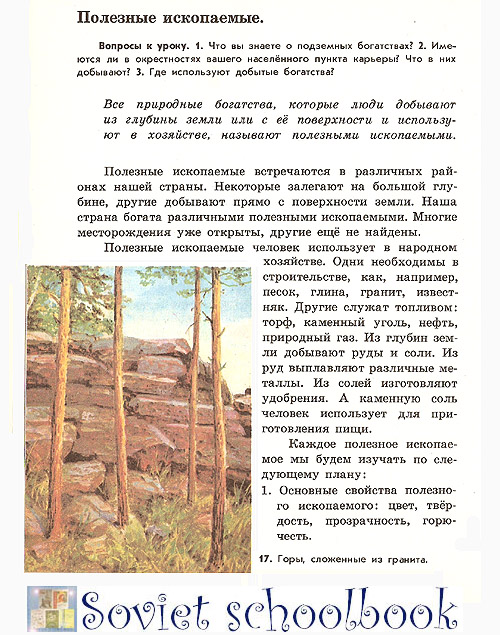 Полезные ископаемые.
Вопросы к уроку. 1. Что вы знаете о подземных богатствах? 2. Име-
ются ли в окрестностях вашего населённого пункта карьеры? Что в них
добывают? 3. Где используют добытые богатства?
Все природные богатства, которые люди добывают
из глубины земли или с её поверхности и использу-
ют в хозяйстве, называют полезными ископаемыми.
Полезные ископаемые встречаются в различных рай-
онах нашей страны. Некоторые залегают на большой глу-
бине, другие добывают прямо с поверхности земли. Наша
страна богата различными полезными ископаемыми. Многие
месторождения уже открыты, другие ещё не найдены.
Полезные ископаемые человек использует в народном
хозяйстве. Одни необходимы в
строительстве, как, например,
песок, глина, гранит, извест-
няк. Другие служат топливом:
торф, каменный уголь, нефть,
природный газ. Из глубин зем-
ли добывают руды и соли. Из
руд выплавляют различные ме-
таллы. Из солей изготовляют
удобрения. А каменную соль
человек использует для при-
готовления пищи.
Каждое полезное ископае-
мое мы будем изучать по сле-
дующему плану:
1. Основные свойства полезно-
го ископаемого: цвет, твёр-
дость, прозрачность, горю-
честь.
17. Горы, сложенные из гранита.
Soviet schoolbook